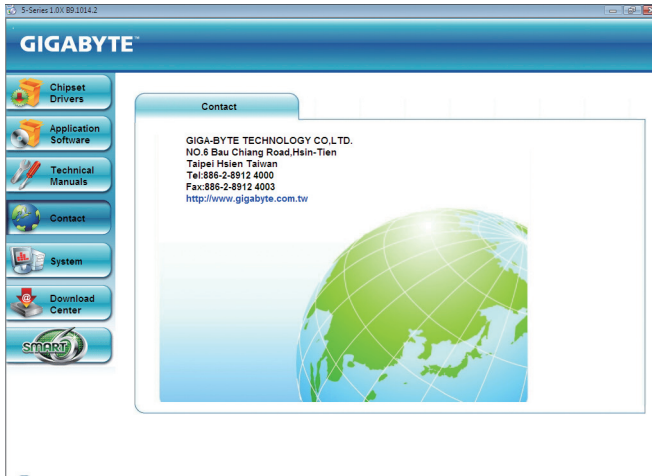 5-Series 1.0X B9.1014.2
GIGABYTE™
Chipset
Drivers
Application
Software
Technical
Manuals
Contact
System
Download
Center
SMART 6
Contact
GIGA-BYTE TECHNOLOGY CO,LTD.
NO.6 Bau Chiang Road,Hsin-Tien
Taipei Hsien Taiwan
Tel:886-2-8912 4000
Fax:886-2-8912 4003
http://www.gigabyte.com.tw